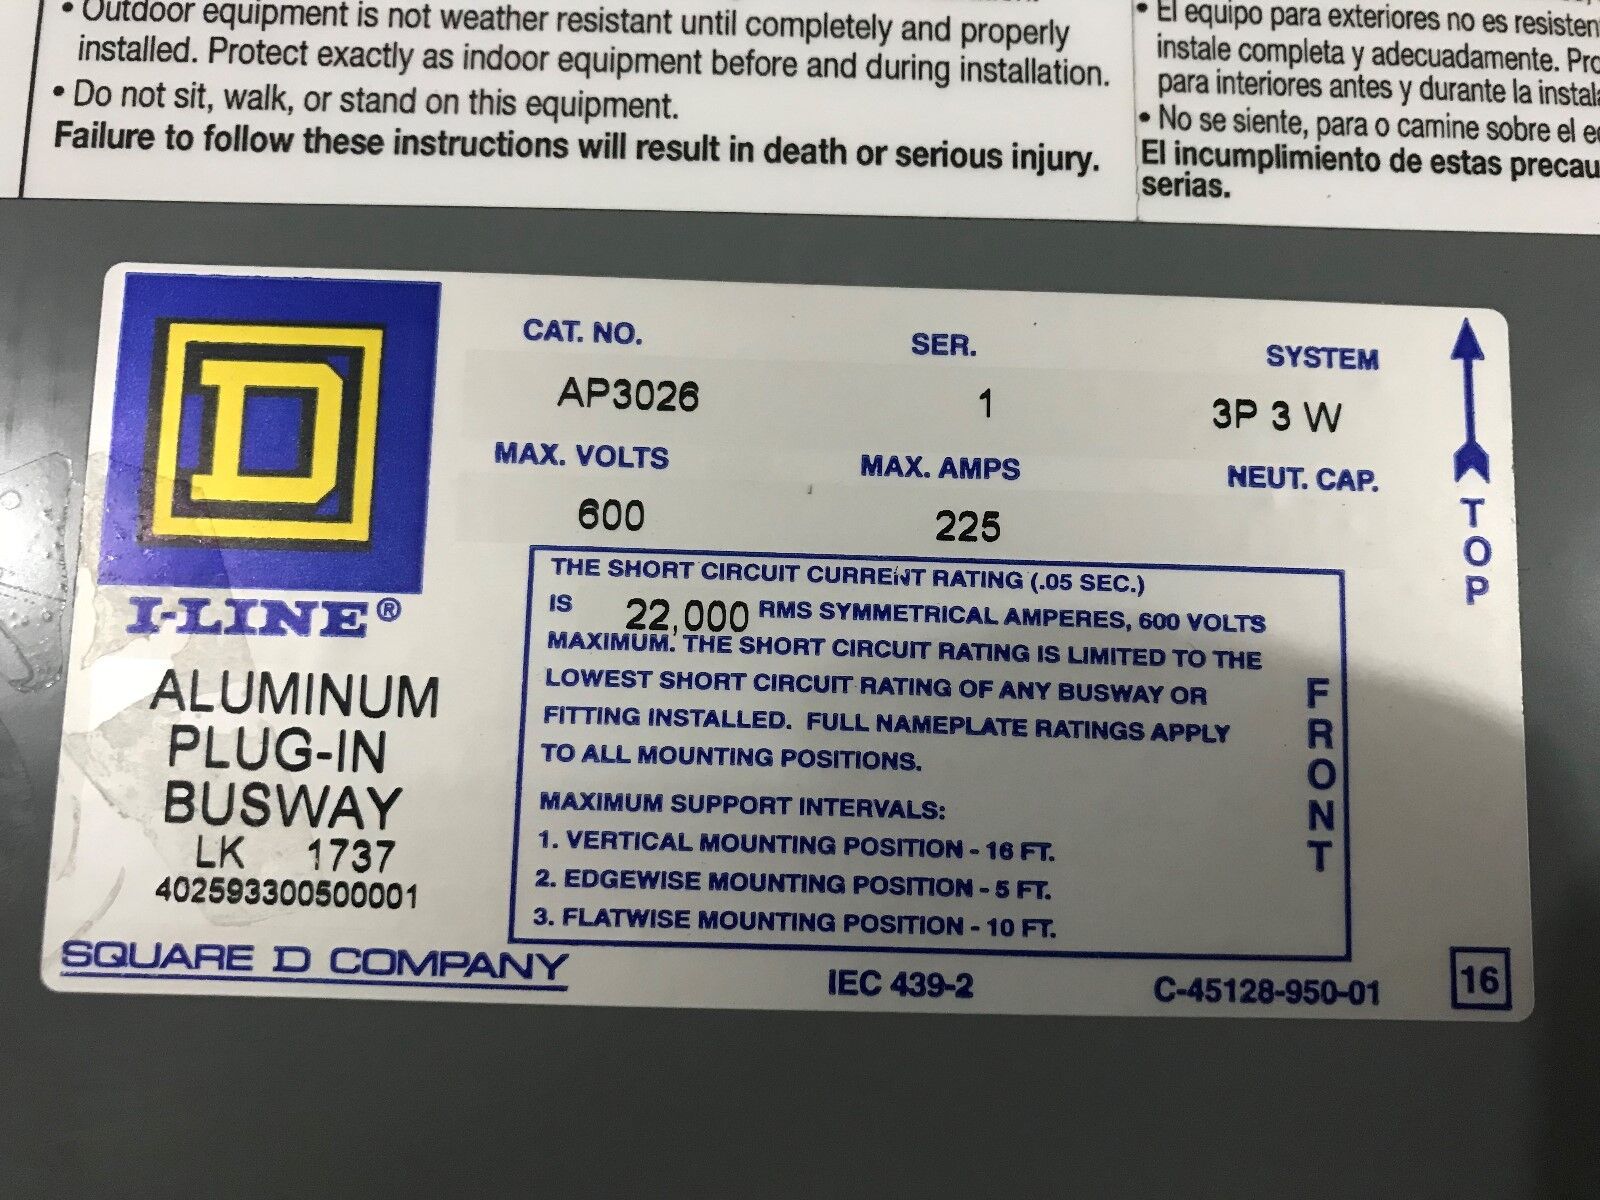 • Outdoor equipment is not weather resistant until completely and properly
installed. Protect exactly as indoor equipment before and during installation.
• Do not sit, walk, or stand on this equipment.
Failure to follow these instructions will result in death or serious injury.
• El equipo para exteriores no es
instale completa y adecuadamente.
para interiores antes y durante la
• No se siente, para o camine sobre el
El incumplimiento de estas
serias.
D
I-LINE®
ALUMINUM
PLUG-IN
BUSWAY
LK 1737
402593300500001
SQUARE D COMPANY
CAT. NO. SER. SYSTEM
AP3026 1 3P 3 W
MAX. VOLTS MAX. AMPS NEUT. CAP.
600 225
THE SHORT CIRCUIT CURRENT RATING (.05 SEC.)
IS 22,000 RMS SYMMETRICAL AMPERES, 600 VOLTS
MAXIMUM. THE SHORT CIRCUIT RATING IS LIMITED TO THE
LOWEST SHORT CIRCUIT RATING OF ANY BUSWAY OR
FITTING INSTALLED. FULL NAMEPLATE RATINGS APPLY
TO ALL MOUNTING POSITIONS.
MAXIMUM SUPPORT INTERVALS:
1. VERTICAL MOUNTING POSITION - 16 FT.
2. EDGEWISE MOUNTING POSITION - 5 FT.
3. FLATWISE MOUNTING POSITION - 10 FT.
FRONT
TOP
IEC 439-2 C-45128-950-01 16